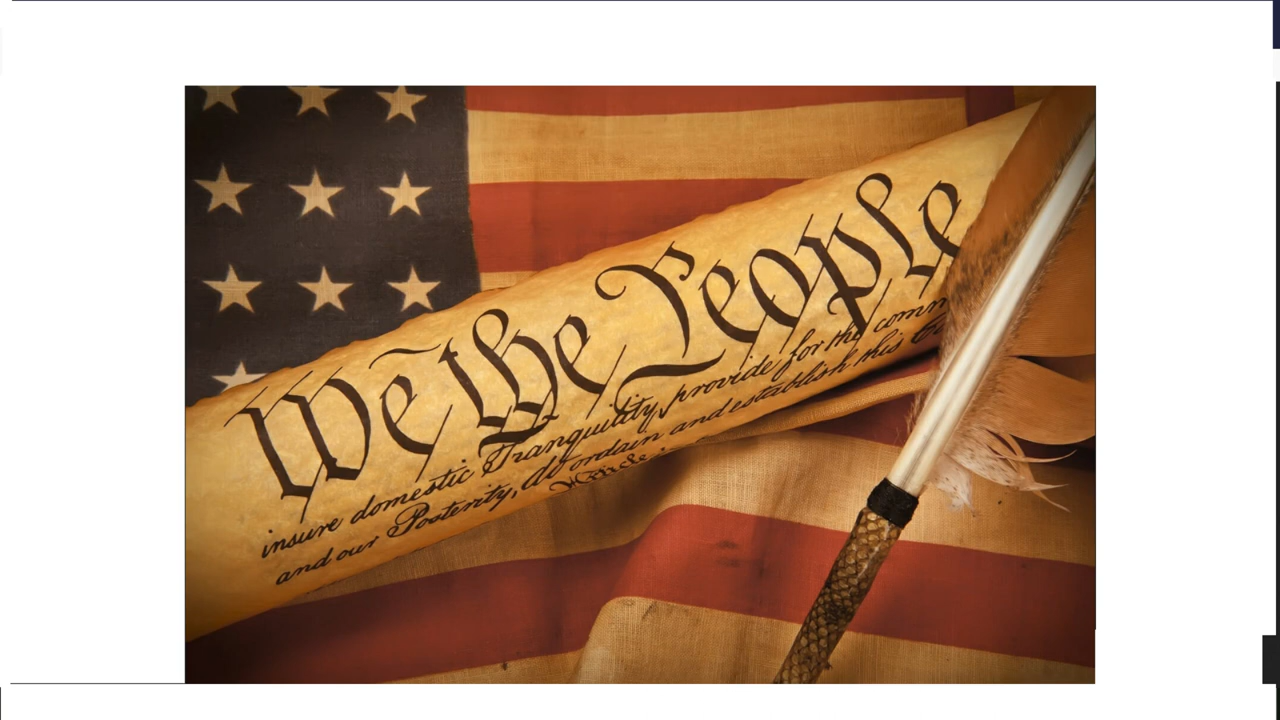 We the People
insure domestic Tranquility, provide for the comm
and our Posterity, do ordain and establish this